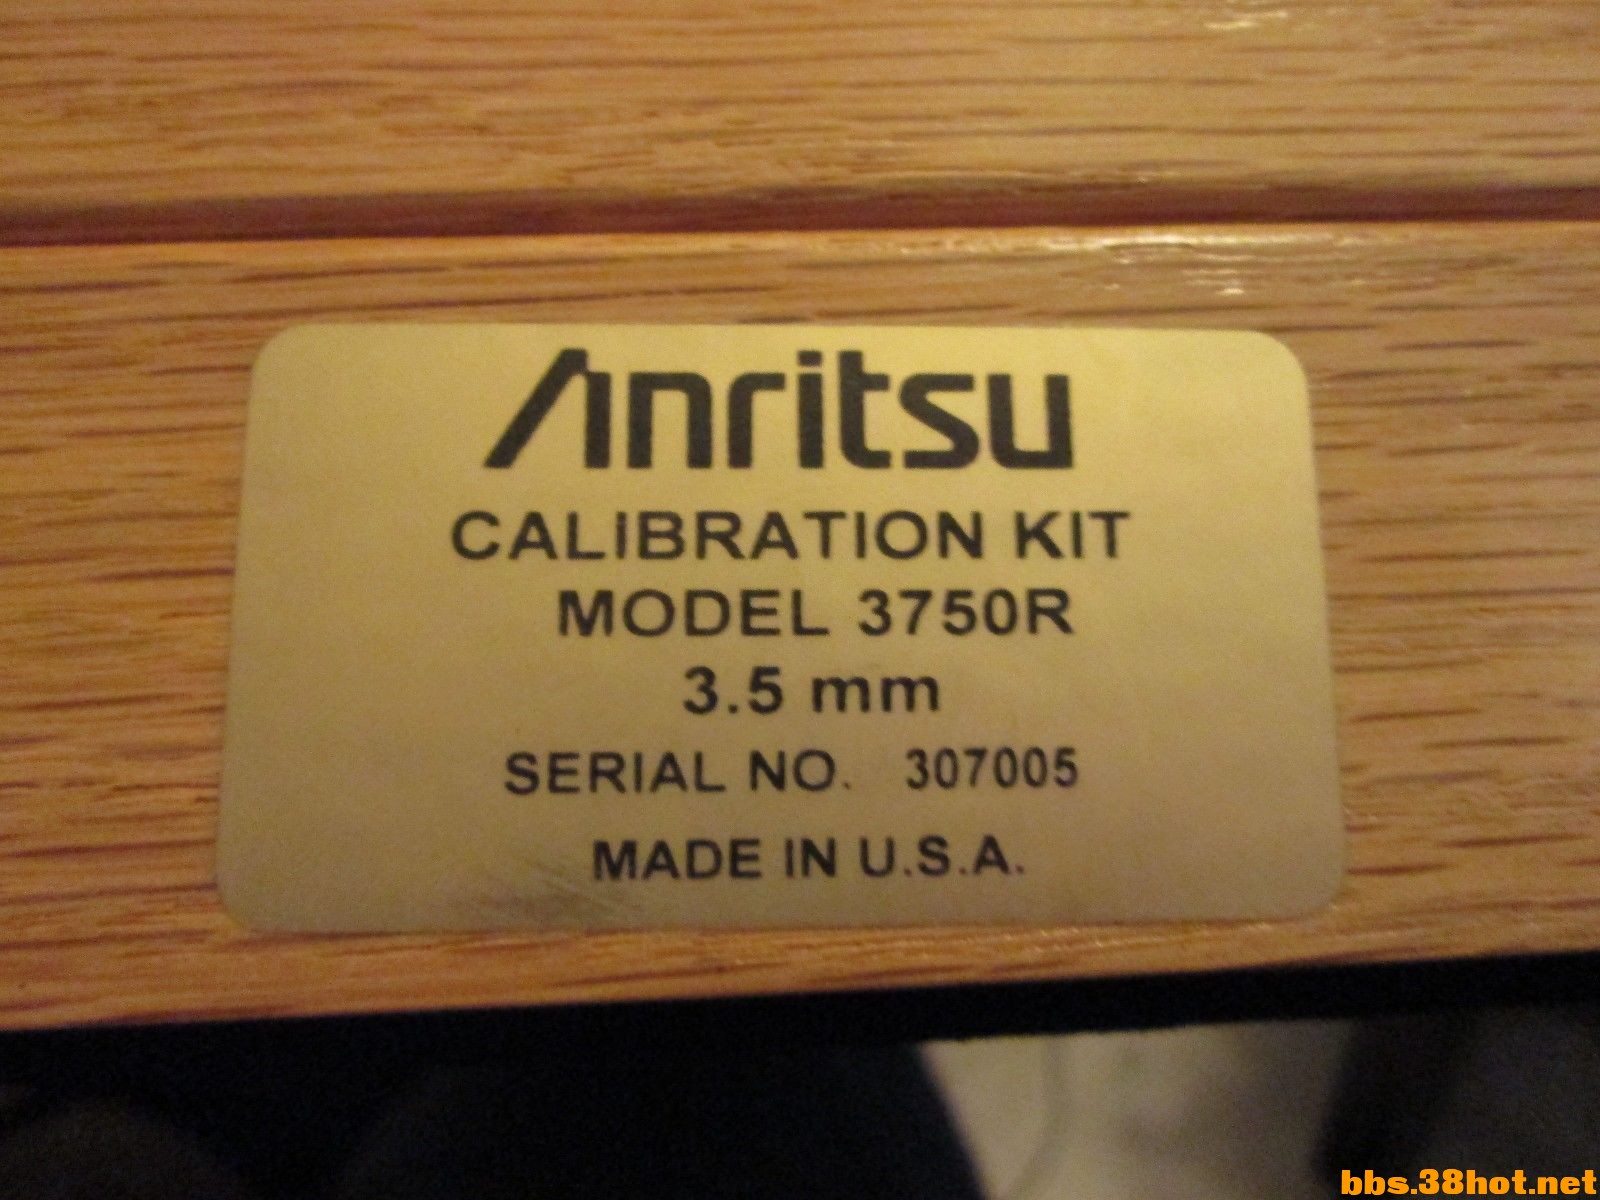 Anritsu
CALIBRATION KIT
MODEL 3750R
3.5 mm
SERIAL NO. 307005
MADE IN U.S.A.
bbs.38hot.net